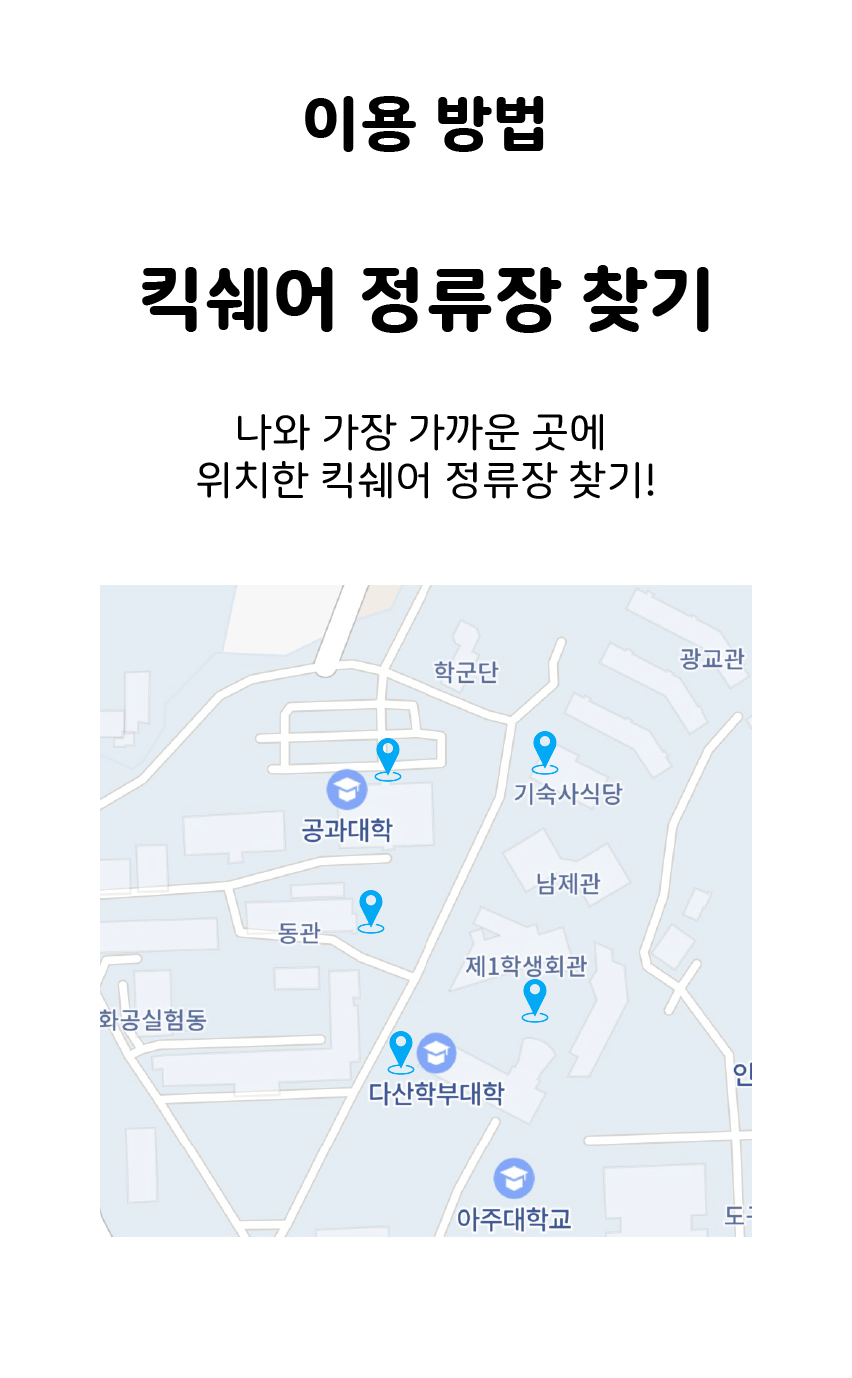 이용 방법
킥쉐어 정류장 찾기
나와 가장 가까운 곳에
위치한 킥쉐어 정류장 찾기!
학군단
광교관
기숙사식당
공과대학
남제관
동관
제1학생회관
화공실험동
다산학부대학
인
아주대학교